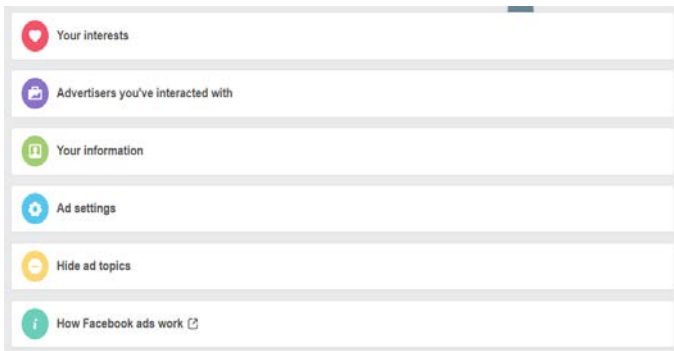 Your interests
Advertisers you've interacted with
Your information
Ad settings
Hide ad topics
How Facebook ads work